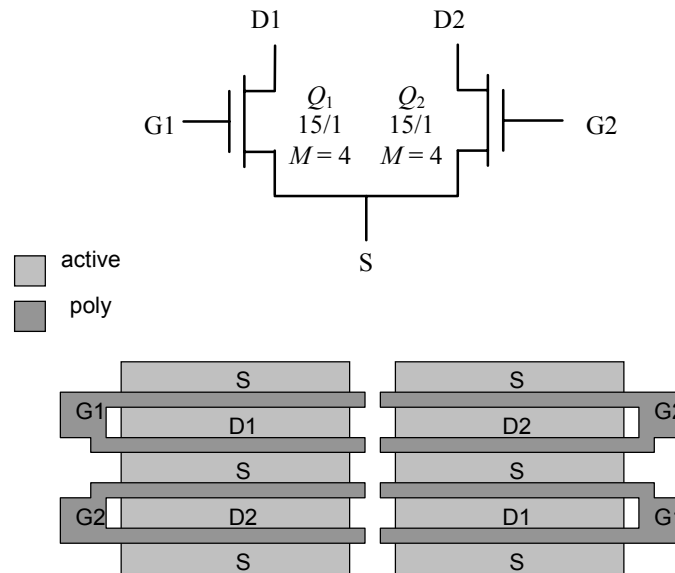 D1 D2
Q1 Q2
15/1 15/1
G1 G2
M = 4 M = 4
S
active
poly
S S
G1 G2
D1 D2
S S
G2 D2 D1 G1
S S